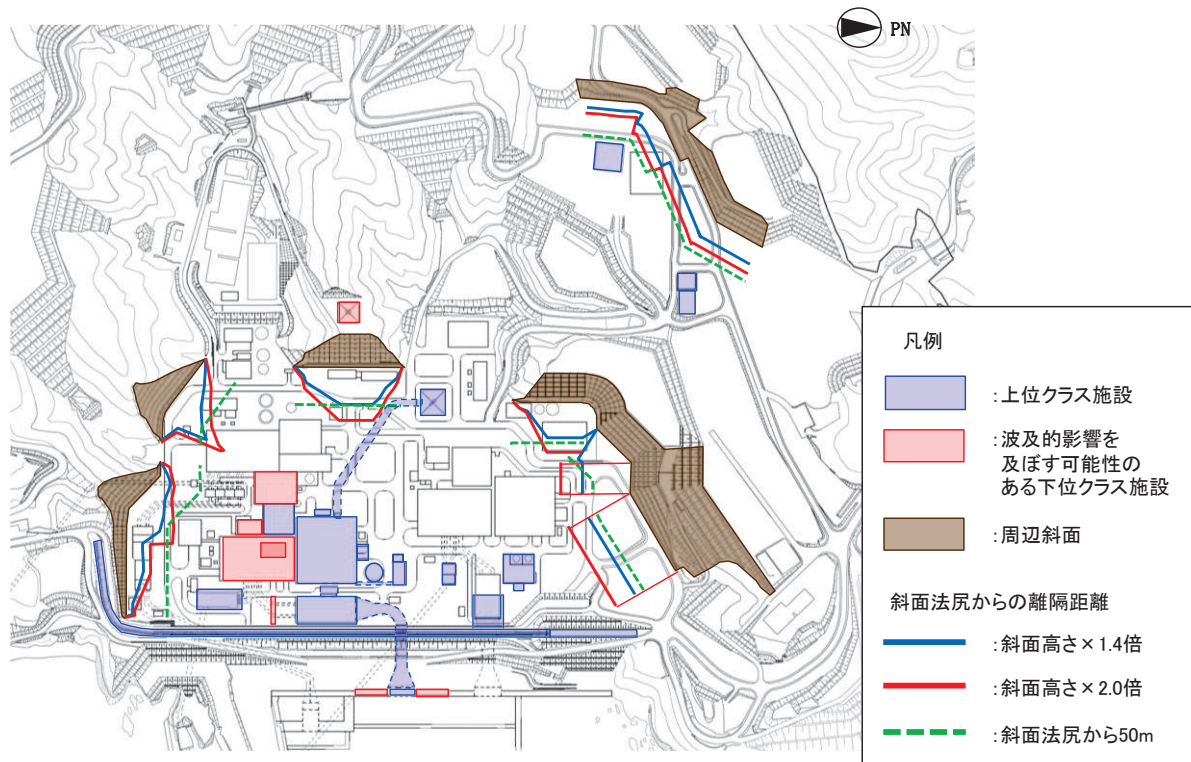 PN
凡例
:上位クラス施設
:波及的影響を
及ぼす可能性の
ある下位クラス施設
:周辺斜面
斜面法尻からの離隔距離
:斜面高さ×1.4倍
:斜面高さ×2.0倍
:斜面法尻から50m